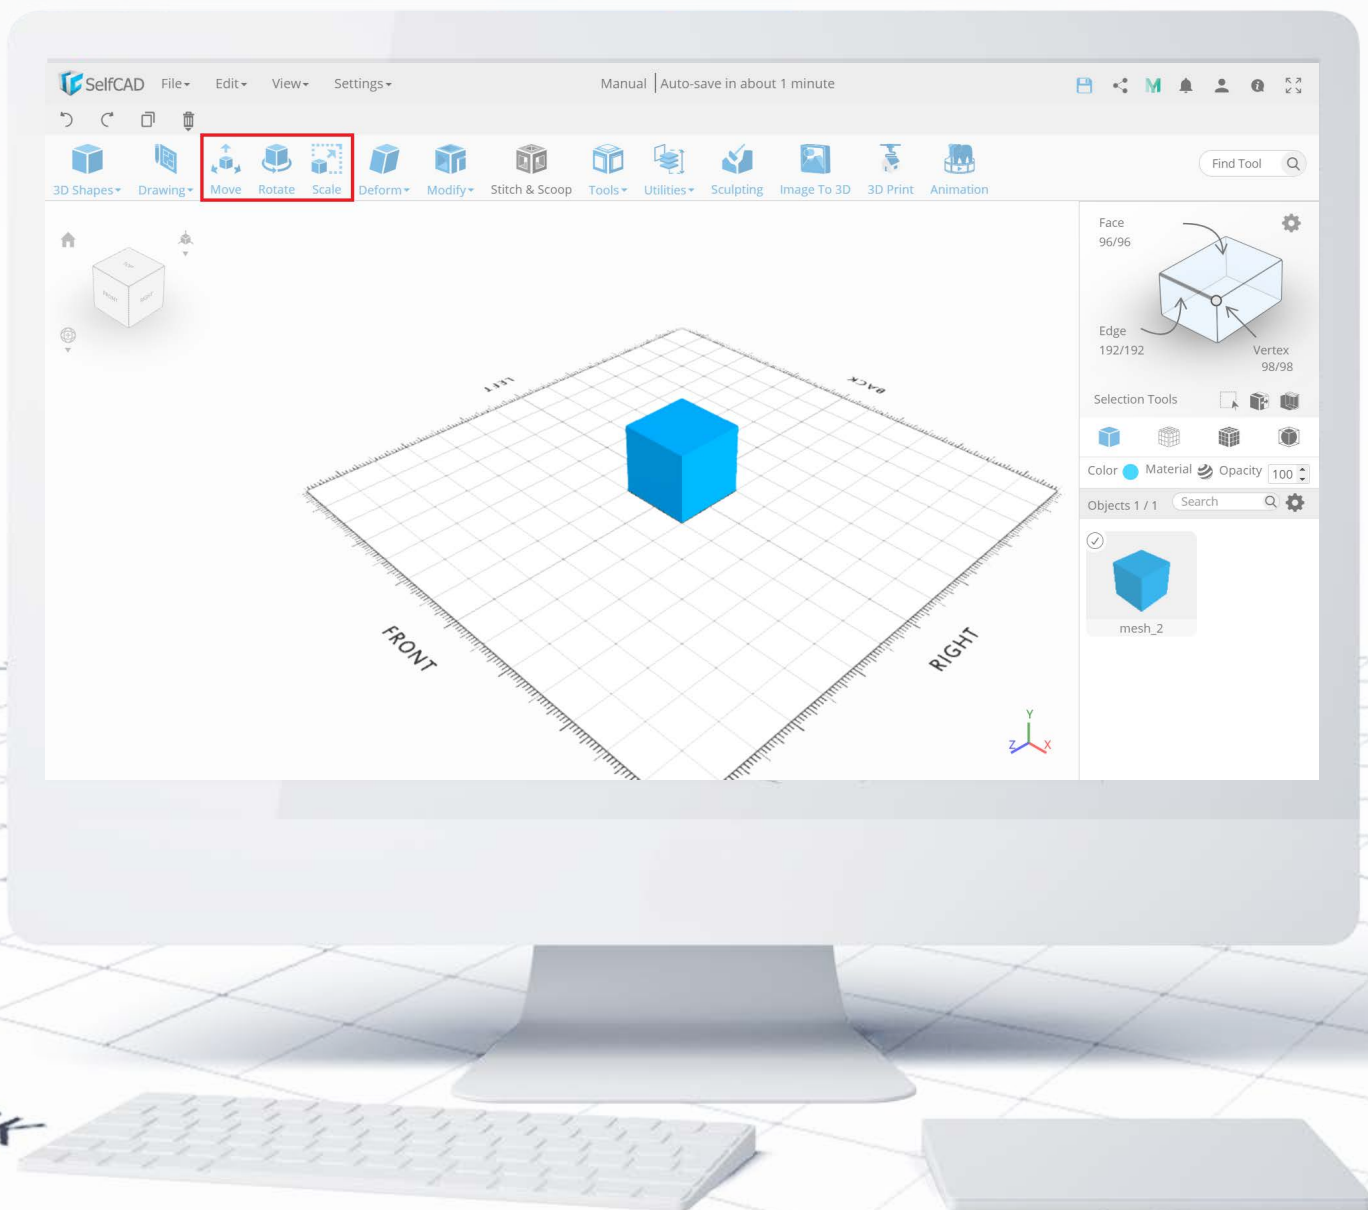 SelfCAD File Edit View Settings Manual Auto-save in about 1 minute
3D Shapes Drawing Move Rotate Scale Deform Modify Stitch & Scoop Tools Utilities Sculpting Image To 3D 3D Print Animation Find Tool
Face
96/96
Edge
192/192
Vertex
98/98
Selection Tools
Color Material Opacity 100
Objects 1 / 1 Search
mesh_2
FRONT RIGHT
LEFT BACK
FRONT RIGHT
Y
Z X